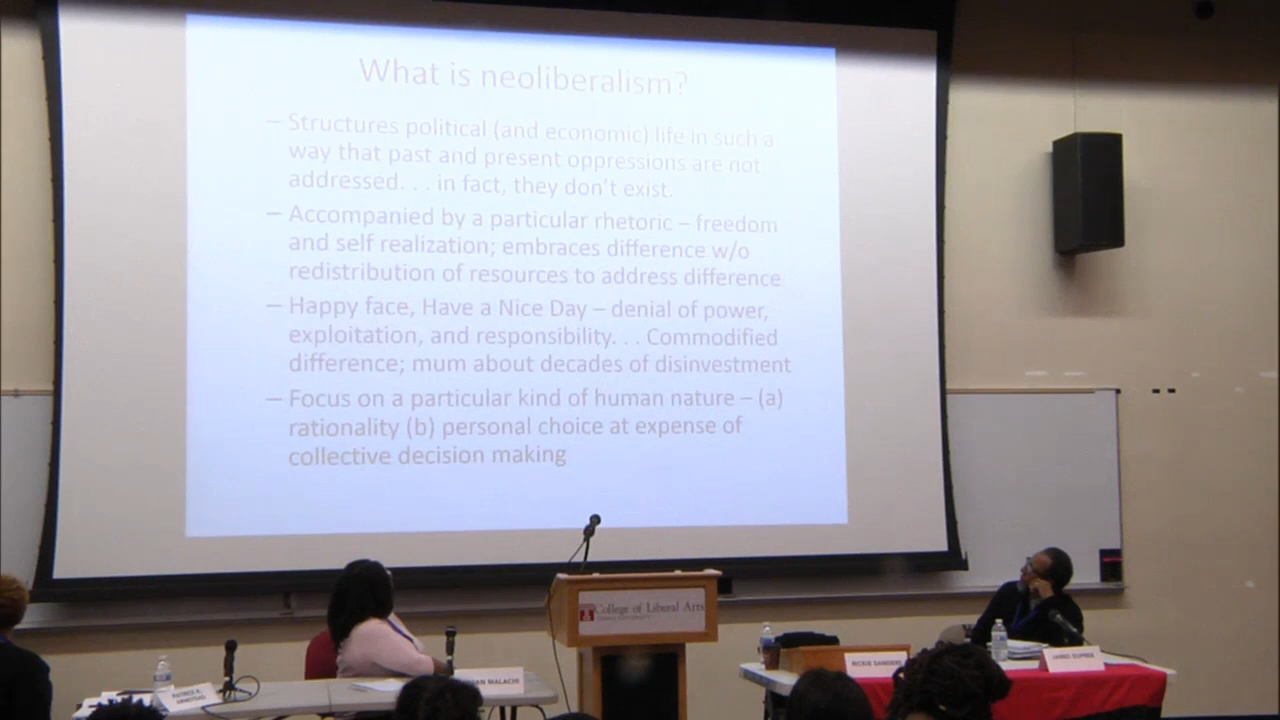 What is neoliberalism?
– Structures political (and economic) life in such a
way that past and present oppressions are not
addressed. . . in fact, they don't exist.
– Accompanied by a particular rhetoric – freedom
and self realization; embraces difference w/o
redistribution of resources to address difference
– Happy face, Have a Nice Day – denial of power,
exploitation, and responsibility. . . Commodified
difference; mum about decades of disinvestment
– Focus on a particular kind of human nature – (a)
rationality (b) personal choice at expense of
collective decision making
College of Liberal Arts
PATRICE A.
MALACHI
RICKIE SANDERS
JAMES DUPREE